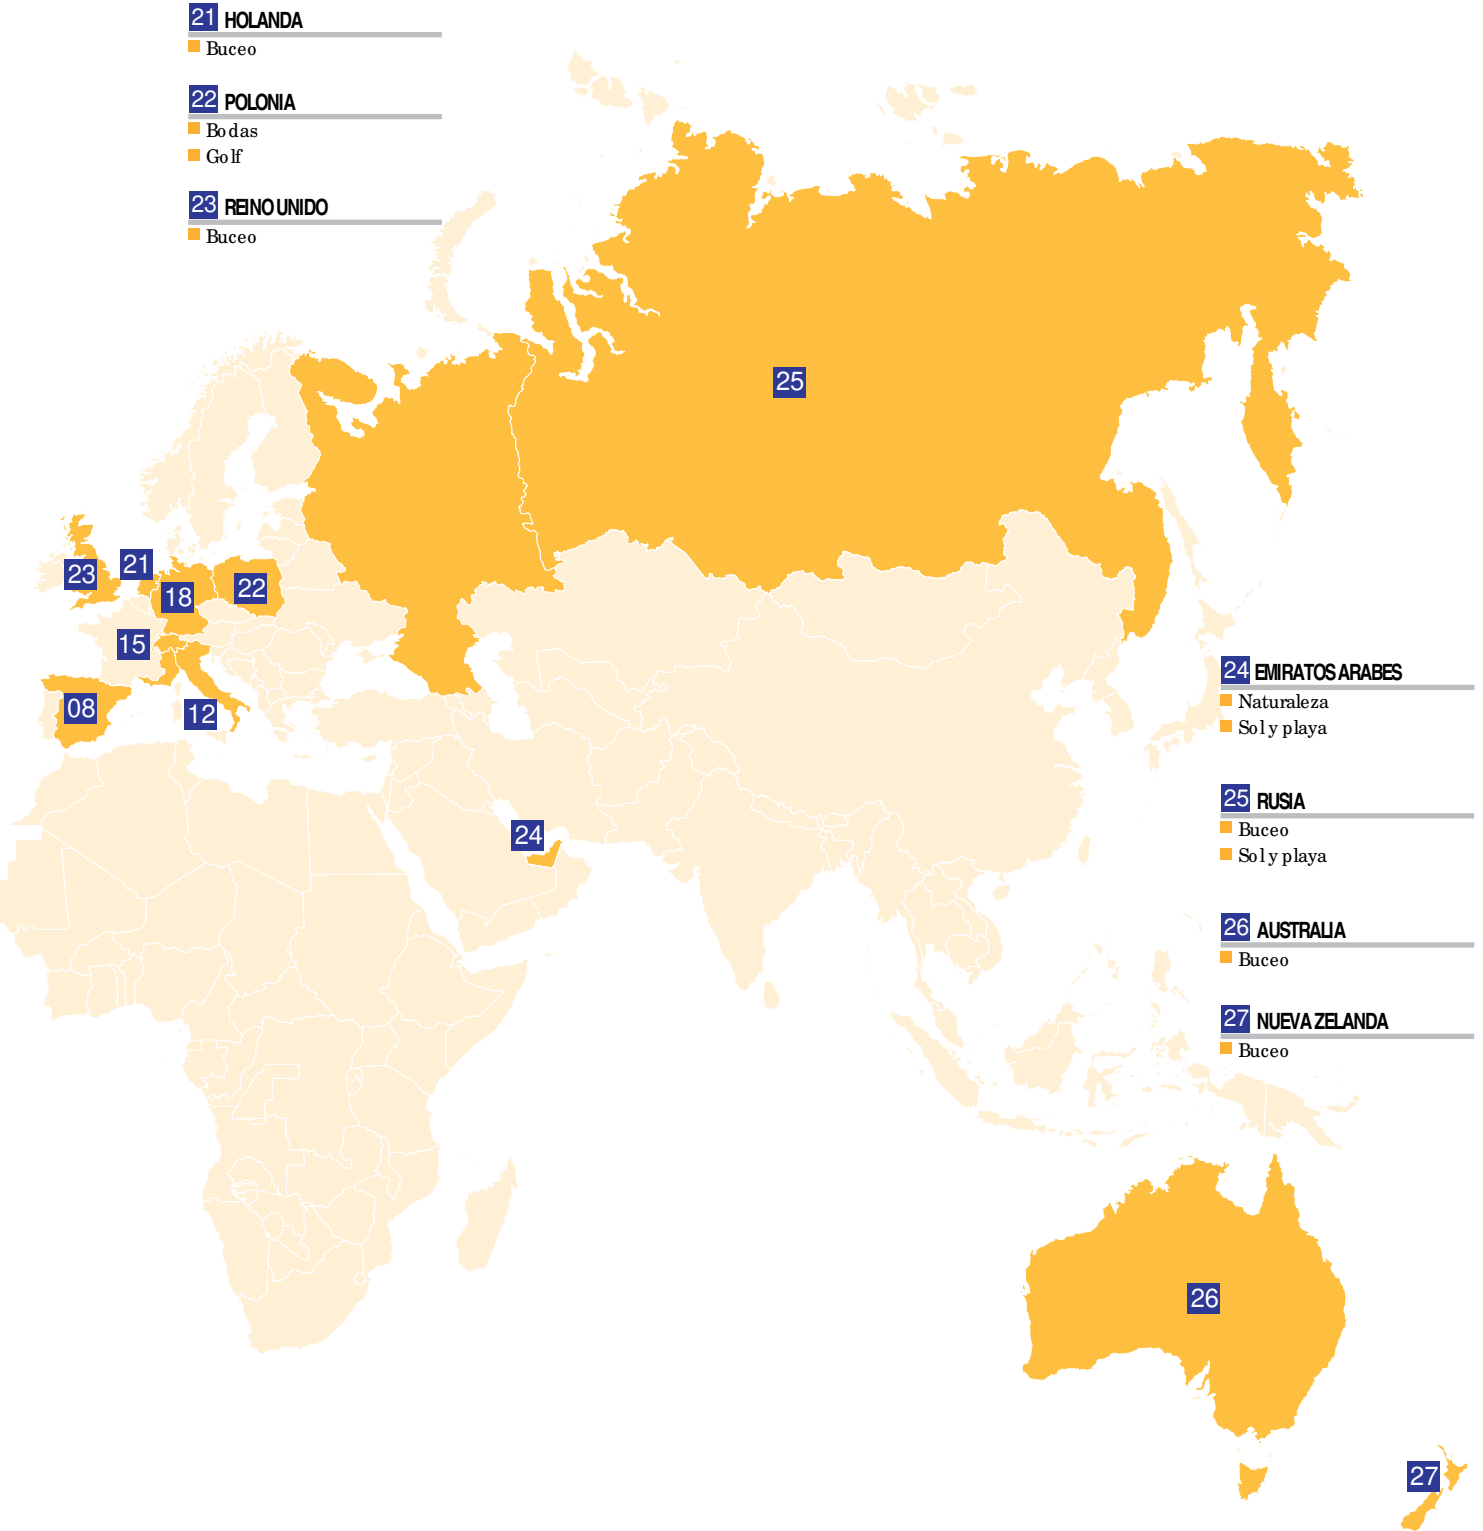 21 HOLANDA
Buceo
22 POLONIA
Bodas
Golf
23 REINO UNIDO
Buceo
25
21
23
18
22
15
08
12
24
24 EMIRATOS ARABES
Naturaleza
Sol y playa
25 RUSIA
Buceo
Sol y playa
26 AUSTRALIA
Buceo
27 NUEVA ZELANDA
Buceo
26
27